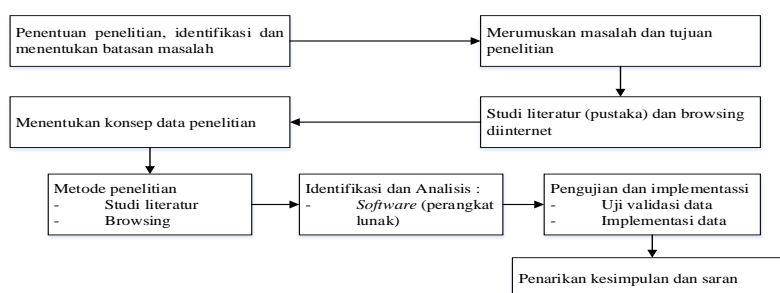 Penentuan penelitian, identifikasi dan
menentukan batasan masalah
Merumuskan masalah dan tujuan
penelitian
Studi literatur (pustaka) dan browsing
diinternet
Menentukan konsep data penelitian
Metode penelitian
- Studi literatur
- Browsing
Identifikasi dan Analisis :
- Software (perangkat
lunak)
Pengujian dan implementassi
- Uji validasi data
- Implementasi data
Penarikan kesimpulan dan saran